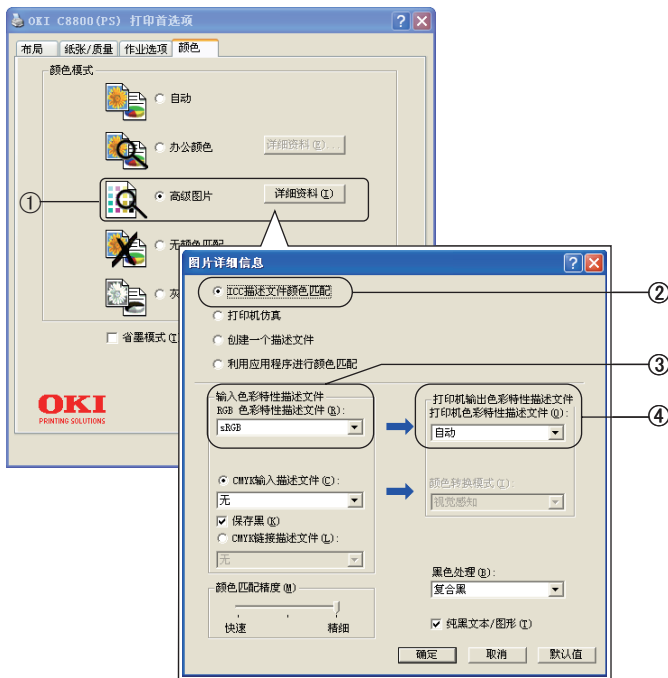 OKI C8800(PS) 打印首选项
布局 纸张/质量 作业选项 颜色
颜色模式
自动
办公颜色 详细资料(E)...
① 高级图片 详细资料(I)
无颜色匹配
灰
省墨模式(T
OKI
PRINTING SOLUTIONS
图片详细信息
ICC描述文件颜色匹配 ②
打印机仿真
创建一个描述文件
利用应用程序进行颜色匹配 ③
输入色彩特性描述文件
RGB 色彩特性描述文件(R):
sRGB
打印机输出色彩特性描述文件
打印机色彩特性描述文件(O): ④
自动
CMYK输入描述文件(C):
无
保存黑(K)
CMYK链接描述文件(L):
无
颜色转换模式(I):
视觉感知
颜色匹配精度(M)
快速 精细
黑色处理(B):
复合黑
纯黑文本/图形(T)
确定 取消 默认值